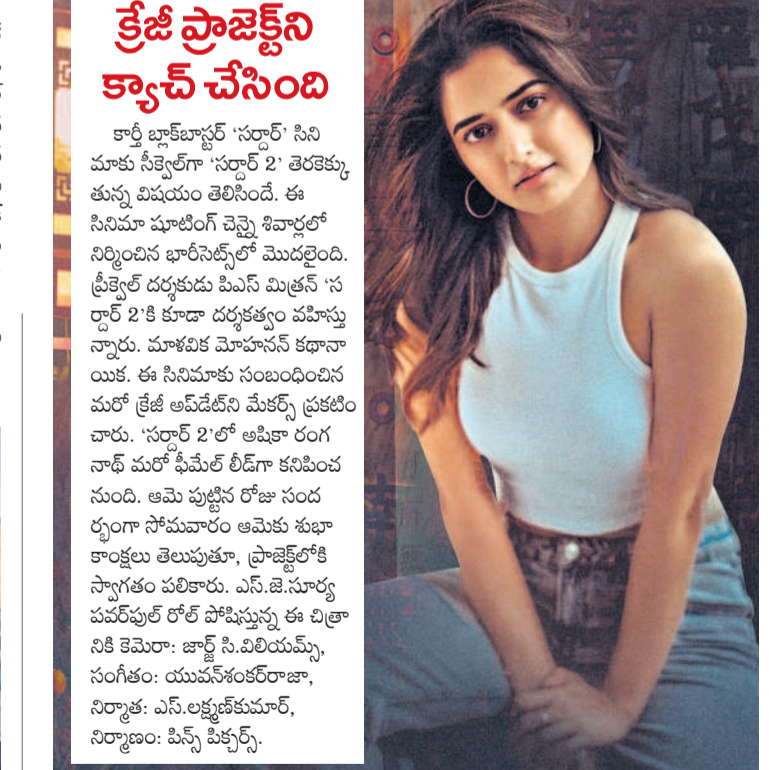 క్రేజీ ప్రాజెక్ట్‌ని
క్యాచ్ చేసింది
కార్తీ బ్లాక్‌బాస్టర్ ‘సర్దార్’ సిని
మాకు సీక్వెల్‌గా ‘సర్దార్ 2’ తెరకెక్కు
తున్న విషయం తెలిసిందే. ఈ
సినిమా షూటింగ్ చెన్నై శివార్లలో
నిర్మించిన భారీసెట్స్‌లో మొదలైంది.
ప్రీక్వెల్ దర్శకుడు పిఎస్ మిత్రన్ ‘స
ర్దార్ 2’కి కూడా దర్శకత్వం వహిస్తు
న్నారు. మాళవిక మోహనన్ కథానా
యిక. ఈ సినిమాకు సంబంధించిన
మరో క్రేజీ అప్‌డేట్‌ని మేకర్స్ ప్రకటిం
చారు. ‘సర్దార్ 2’లో అషికా రంగ
నాథ్ మరో ఫీమేల్ లీడ్‌గా కనిపించ
నుంది. ఆమె పుట్టిన రోజు సంద
ర్భంగా సోమవారం ఆమెకు శుభా
కాంక్షలు తెలుపుతూ, ప్రాజెక్ట్‌లోకి
స్వాగతం పలికారు. ఎస్.జె.సూర్య
పవర్‌ఫుల్ రోల్ పోషిస్తున్న ఈ చిత్రా
నికి కెమెరా: జార్జ్ సి.విలియమ్స్,
సంగీతం: యువన్‌శంకర్‌రాజా,
నిర్మాత: ఎస్.లక్ష్మణ్‌కుమార్,
నిర్మాణం: పిన్స్ పిక్చర్స్.